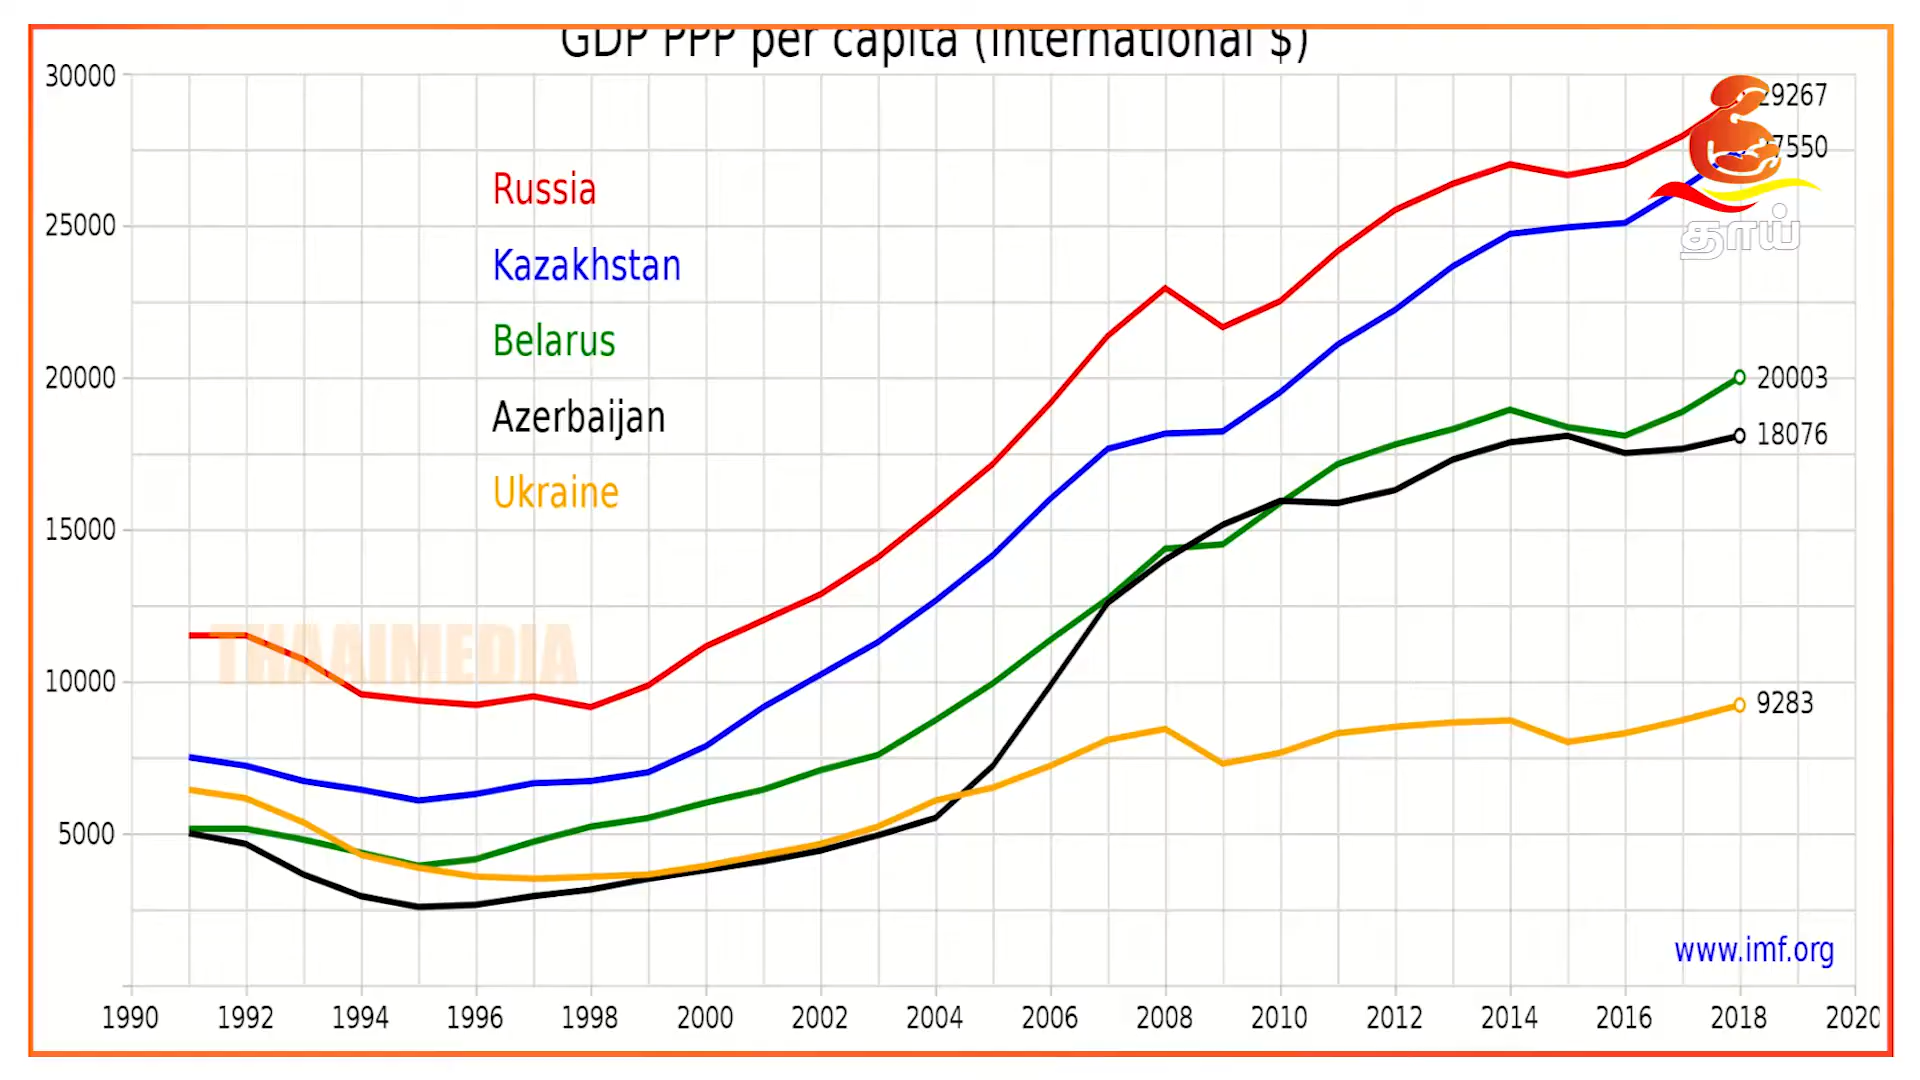 GDP PPP per capita (international $)
30000
25000
20000
15000
10000
5000
Russia
Kazakhstan
Belarus
Azerbaijan
Ukraine
29267
7550
தாய்
20003
18076
9283
THAAIMEDIA
www.imf.org
1990 1992 1994 1996 1998 2000 2002 2004 2006 2008 2010 2012 2014 2016 2018 2020